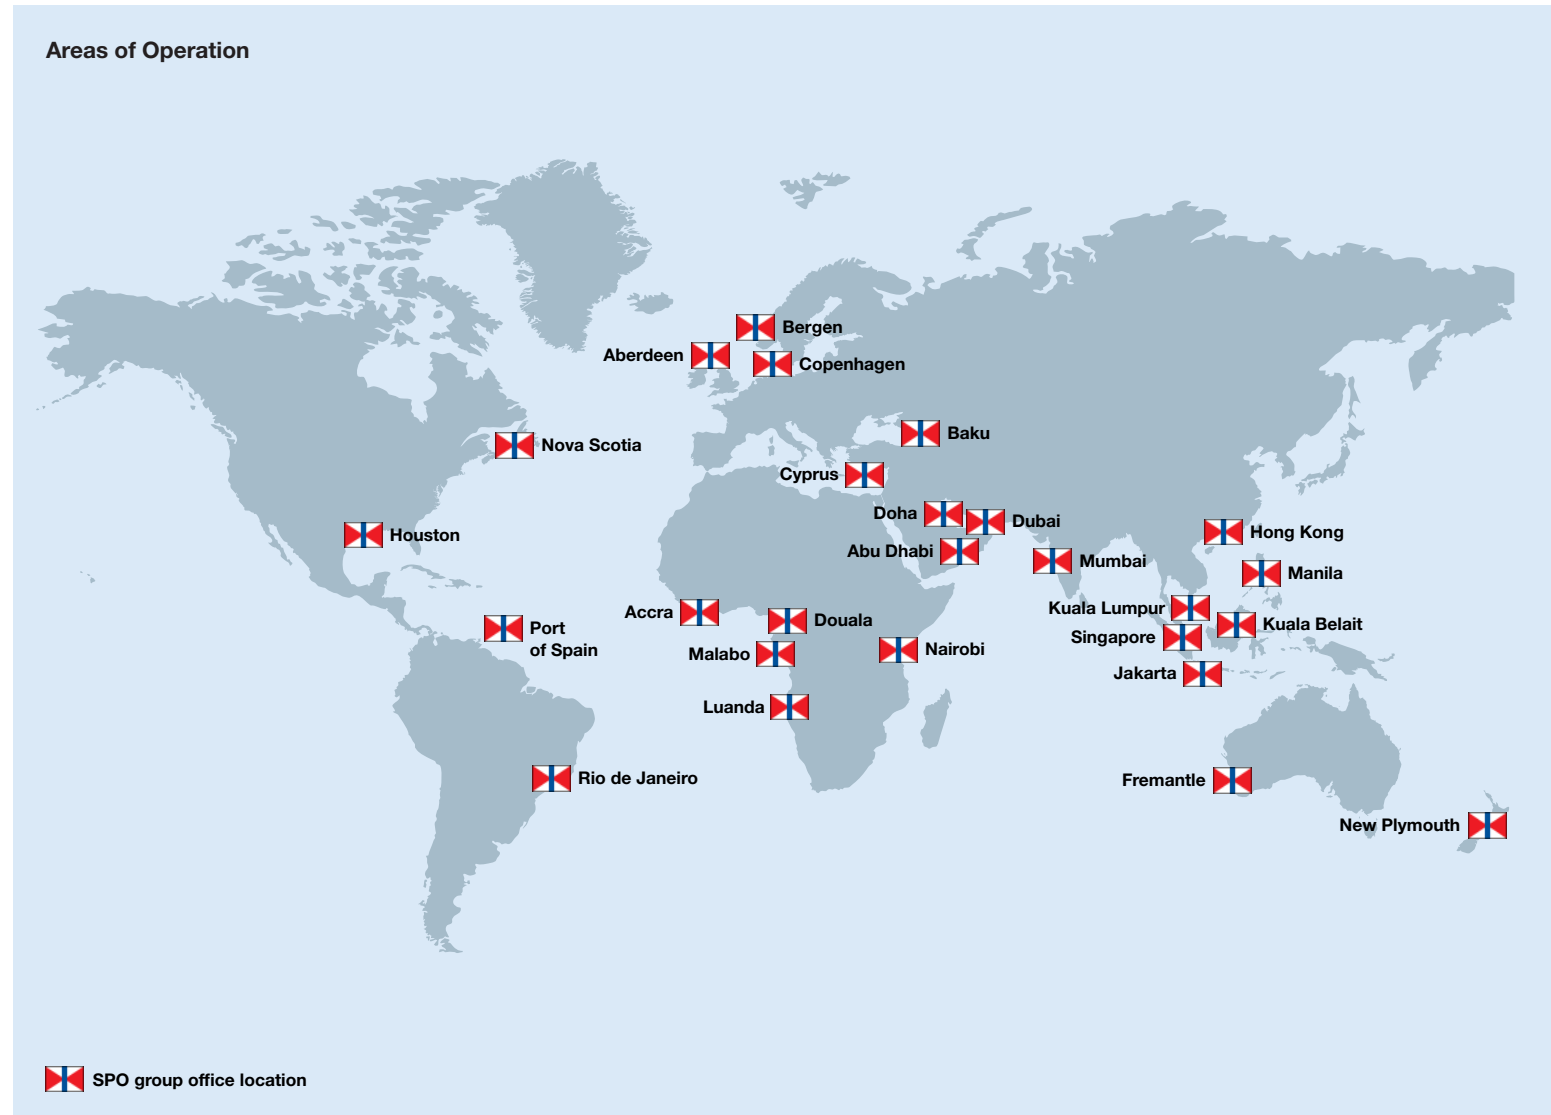 Areas of Operation
Bergen
Aberdeen
Copenhagen
Baku
Nova Scotia
Cyprus
Doha
Dubai
Houston
Hong Kong
Abu Dhabi
Mumbai
Manila
Kuala Lumpur
Accra
Douala
Kuala Belait
Port
of Spain
Singapore
Nairobi
Malabo
Jakarta
Luanda
Rio de Janeiro
Fremantle
New Plymouth
SPO group office location